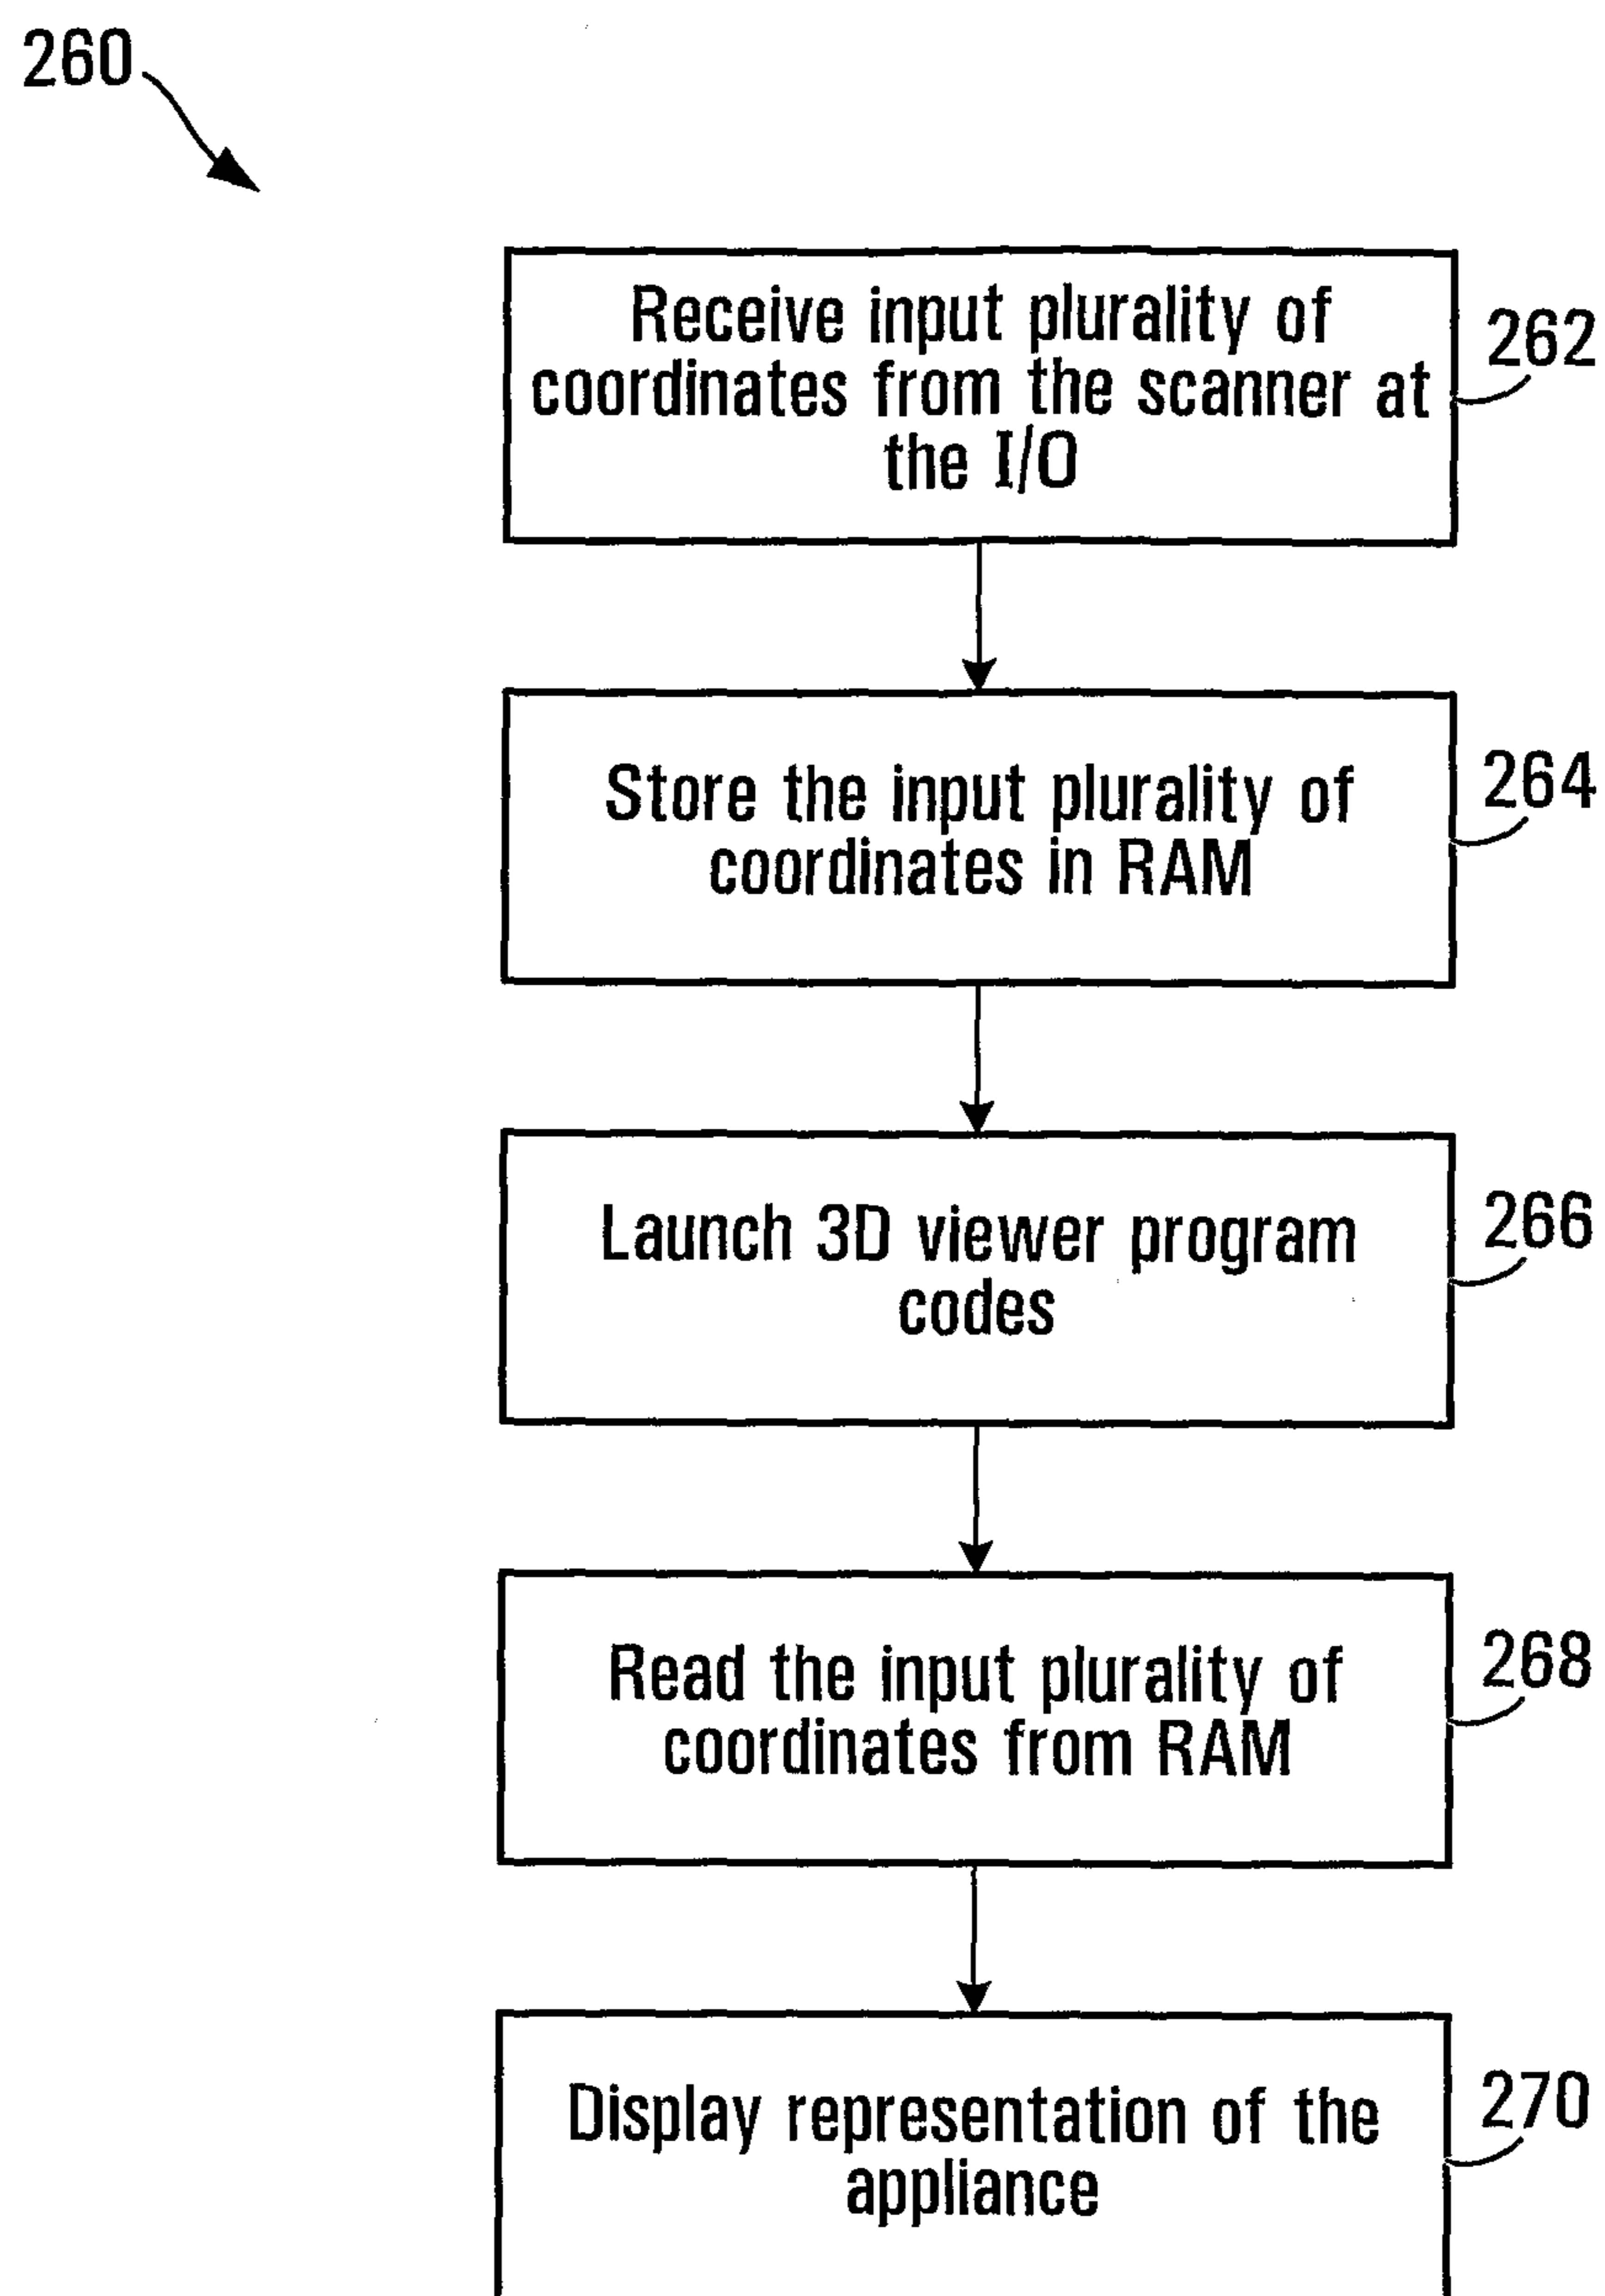 260
Receive input plurality of
coordinates from the scanner at
the I/O
262
Store the input plurality of
coordinates in RAM
264
Launch 3D viewer program
codes
266
Read the input plurality of
coordinates from RAM
268
Display representation of the
appliance
270